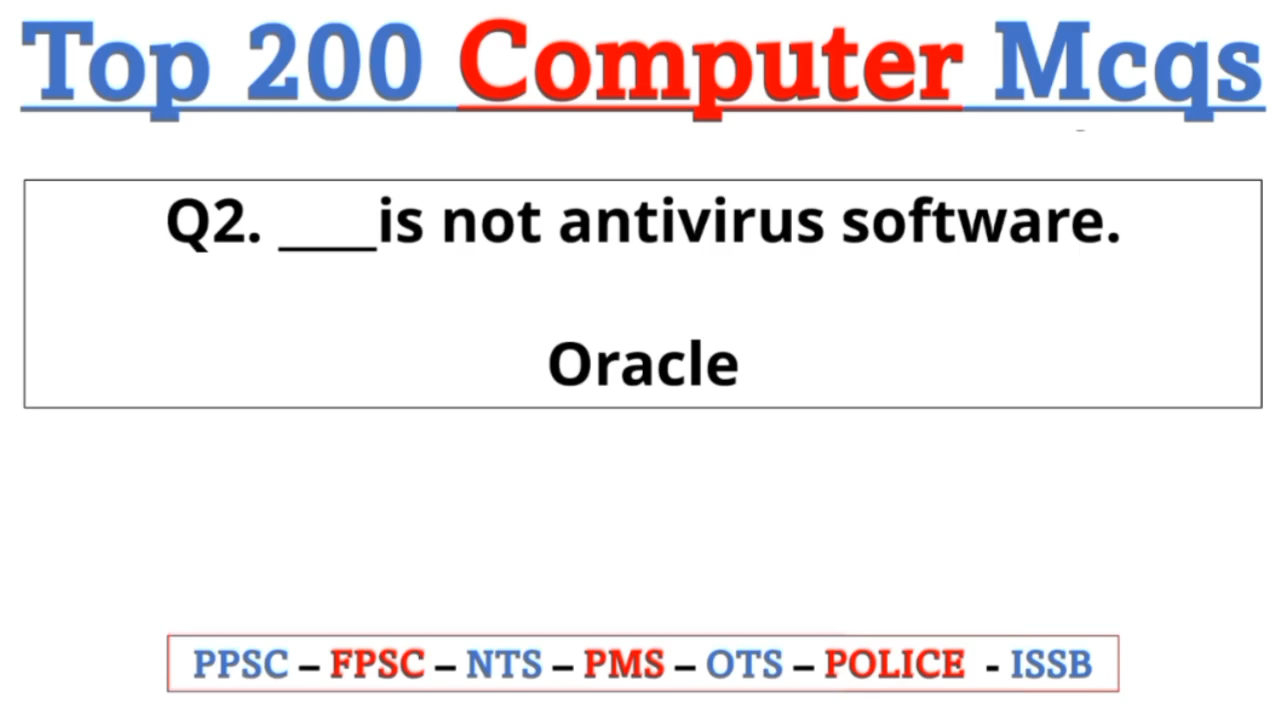 Top 200 Computer Mcqs
Q2. ____is not antivirus software.
Oracle
PPSC – FPSC – NTS – PMS – OTS – POLICE - ISSB